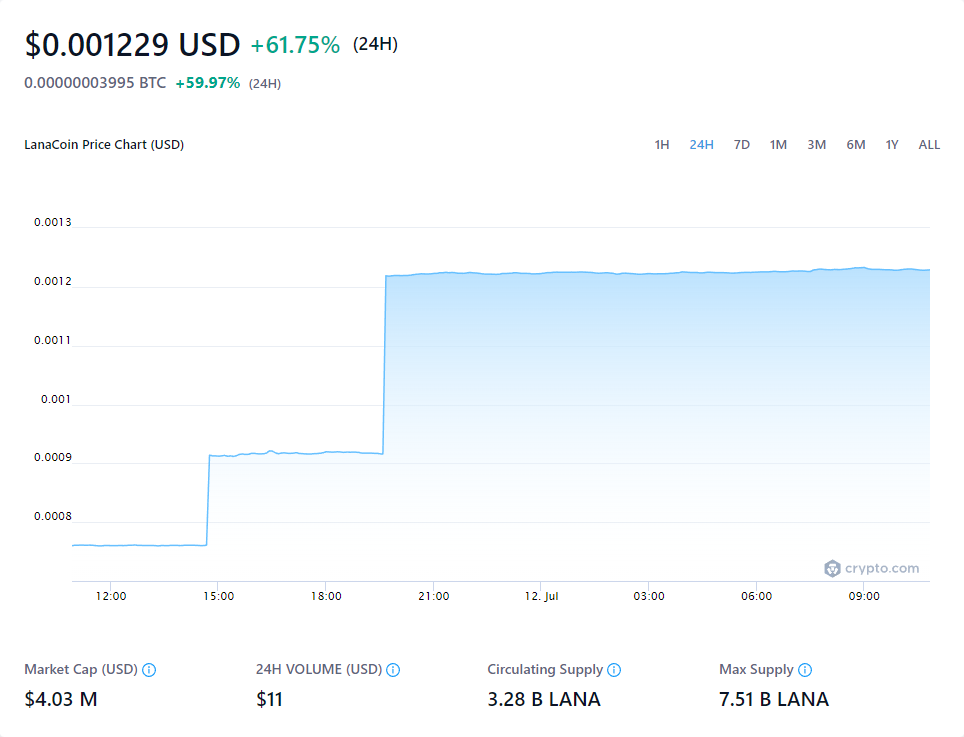 $0.001229 USD +61.75% (24H)
0.00000003995 BTC +59.97% (24H)
LanaCoin Price Chart (USD) 1H 24H 7D 1M 3M 6M 1Y ALL
0.0013
0.0012
0.0011
0.001
0.0009
0.0008
crypto.com
12:00 15:00 18:00 21:00 12. Jul 03:00 06:00 09:00
Market Cap (USD) 24H VOLUME (USD) Circulating Supply Max Supply
$4.03 M $11 3.28 B LANA 7.51 B LANA